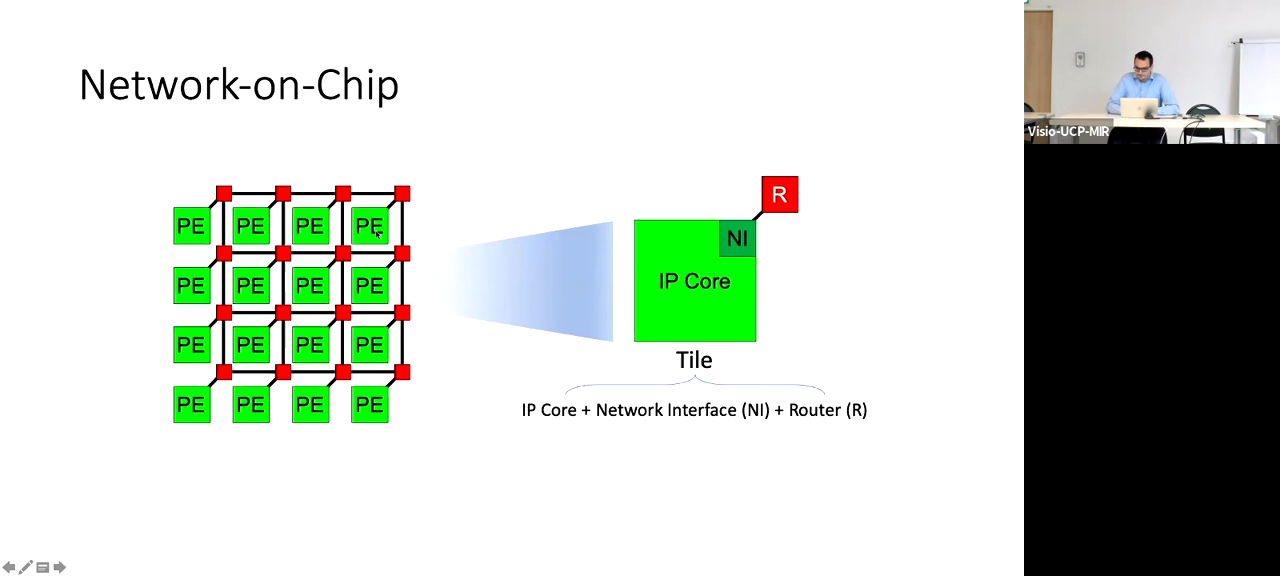 Network-on-Chip
PE PE PE PE
PE PE PE PE
PE PE PE PE
PE PE PE PE
R
NI
IP Core
Tile
IP Core + Network Interface (NI) + Router (R)
Visio-UCP-MIR